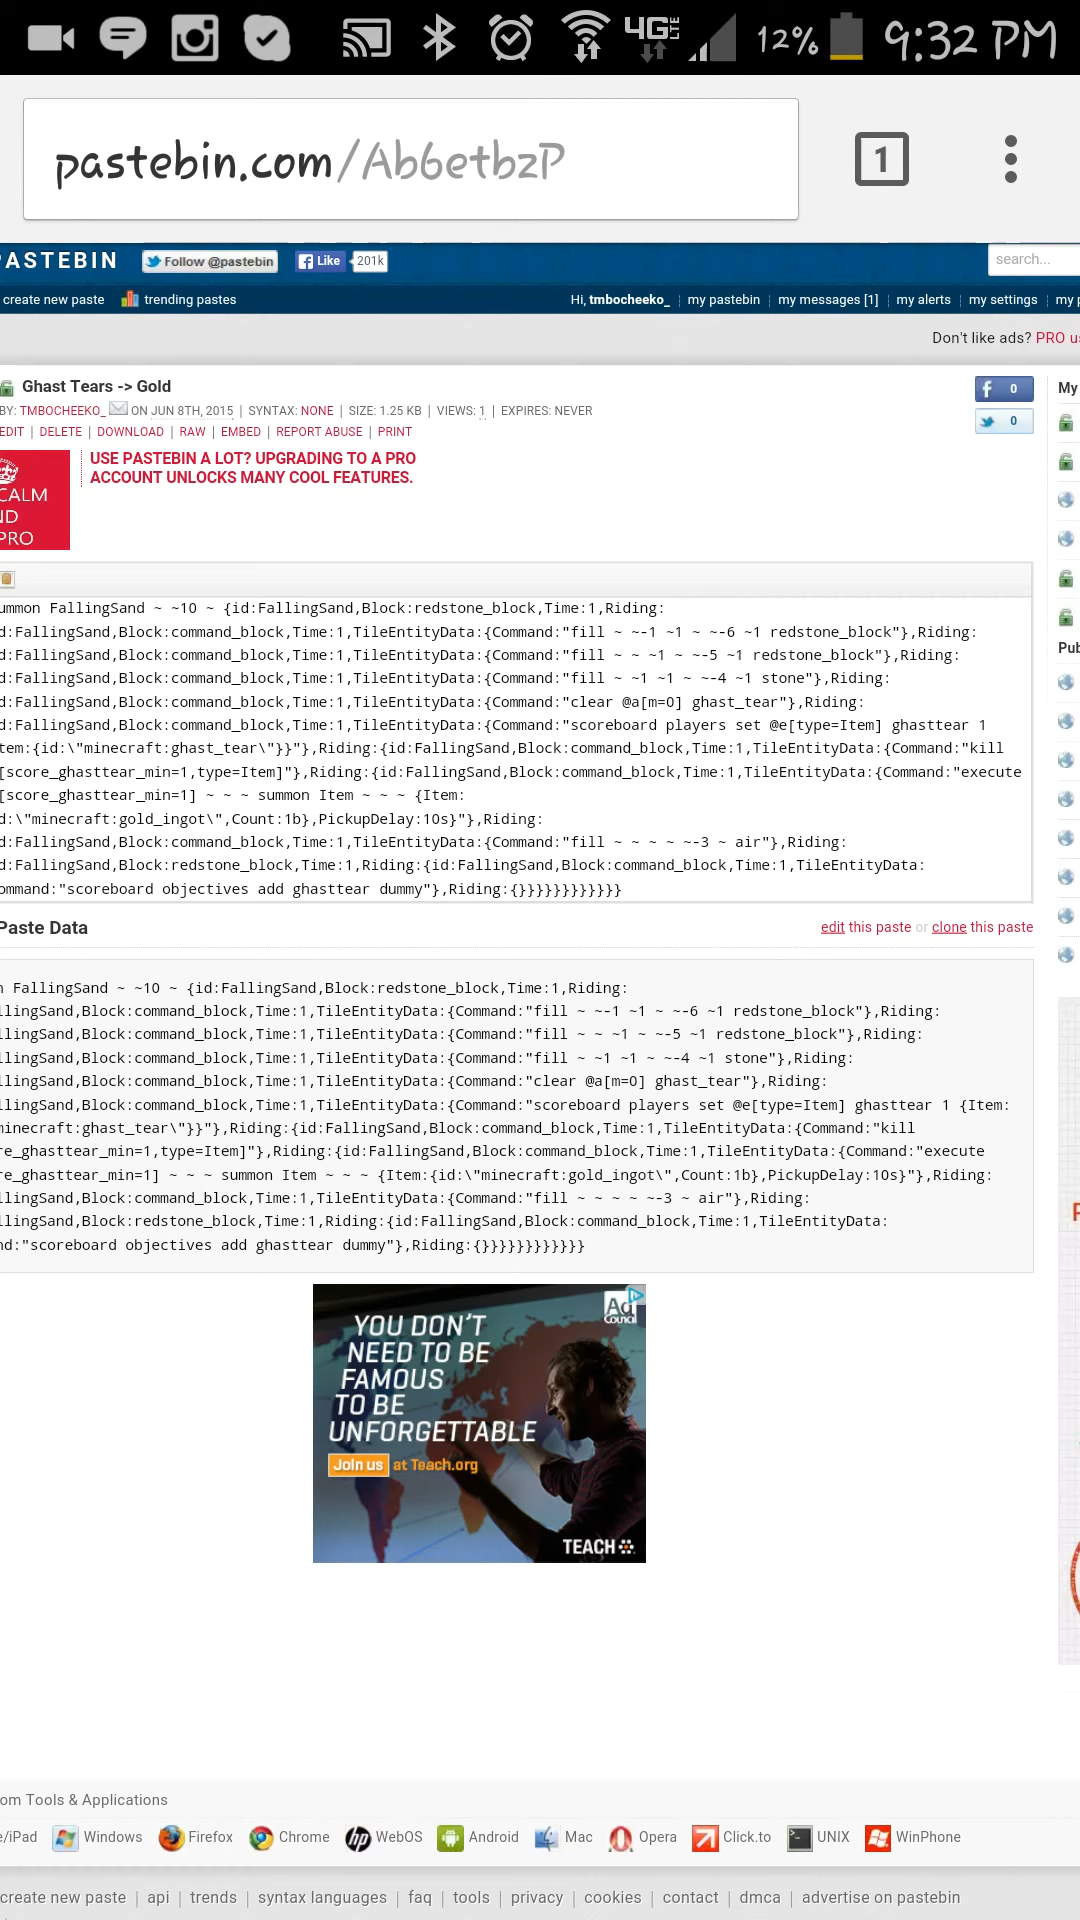 4G LTE 12% 9:32 PM
pastebin.com/Ab6etbzP
1
PASTEBIN Follow @pastebin Like 201k search...
create new paste trending pastes Hi, tmbocheeko_ my pastebin my messages [1] my alerts my settings my p
Don't like ads? PRO us
Ghast Tears -> Gold
BY: TMBOCHEEKO_ ON JUN 8TH, 2015 | SYNTAX: NONE | SIZE: 1.25 KB | VIEWS: 1 | EXPIRES: NEVER
EDIT | DELETE | DOWNLOAD | RAW | EMBED | REPORT ABUSE | PRINT
0
0
My
USE PASTEBIN A LOT? UPGRADING TO A PRO
ACCOUNT UNLOCKS MANY COOL FEATURES.
CALM
ND
PRO
ummon FallingSand ~ ~10 ~ {id:FallingSand,Block:redstone_block,Time:1,Riding:
d:FallingSand,Block:command_block,Time:1,TileEntityData:{Command:"fill ~ ~-1 ~1 ~ ~-6 ~1 redstone_block"},Riding:
d:FallingSand,Block:command_block,Time:1,TileEntityData:{Command:"fill ~ ~ ~1 ~ ~-5 ~1 redstone_block"},Riding:
d:FallingSand,Block:command_block,Time:1,TileEntityData:{Command:"fill ~ ~1 ~1 ~ ~-4 ~1 stone"},Riding:
d:FallingSand,Block:command_block,Time:1,TileEntityData:{Command:"clear @a[m=0] ghast_tear"},Riding:
d:FallingSand,Block:command_block,Time:1,TileEntityData:{Command:"scoreboard players set @e[type=Item] ghasttear 1
tem:{id:\"minecraft:ghast_tear\"}}"},Riding:{id:FallingSand,Block:command_block,Time:1,TileEntityData:{Command:"kill
[score_ghasttear_min=1,type=Item]"},Riding:{id:FallingSand,Block:command_block,Time:1,TileEntityData:{Command:"execute
[score_ghasttear_min=1] ~ ~ ~ summon Item ~ ~ ~ {Item:
d:\"minecraft:gold_ingot\",Count:1b},PickupDelay:10s}"},Riding:
d:FallingSand,Block:command_block,Time:1,TileEntityData:{Command:"fill ~ ~ ~ ~ ~-3 ~ air"},Riding:
d:FallingSand,Block:redstone_block,Time:1,Riding:{id:FallingSand,Block:command_block,Time:1,TileEntityData:
ommand:"scoreboard objectives add ghasttear dummy"},Riding:{}}}}}}}}}}}}
Pub
Paste Data edit this paste or clone this paste
n FallingSand ~ ~10 ~ {id:FallingSand,Block:redstone_block,Time:1,Riding:
llingSand,Block:command_block,Time:1,TileEntityData:{Command:"fill ~ ~-1 ~1 ~ ~-6 ~1 redstone_block"},Riding:
llingSand,Block:command_block,Time:1,TileEntityData:{Command:"fill ~ ~ ~1 ~ ~-5 ~1 redstone_block"},Riding:
llingSand,Block:command_block,Time:1,TileEntityData:{Command:"fill ~ ~1 ~1 ~ ~-4 ~1 stone"},Riding:
llingSand,Block:command_block,Time:1,TileEntityData:{Command:"clear @a[m=0] ghast_tear"},Riding:
llingSand,Block:command_block,Time:1,TileEntityData:{Command:"scoreboard players set @e[type=Item] ghasttear 1 {Item:
minecraft:ghast_tear\"}}"},Riding:{id:FallingSand,Block:command_block,Time:1,TileEntityData:{Command:"kill
re_ghasttear_min=1,type=Item]"},Riding:{id:FallingSand,Block:command_block,Time:1,TileEntityData:{Command:"execute
re_ghasttear_min=1] ~ ~ ~ summon Item ~ ~ ~ {Item:{id:\"minecraft:gold_ingot\",Count:1b},PickupDelay:10s}"},Riding:
llingSand,Block:command_block,Time:1,TileEntityData:{Command:"fill ~ ~ ~ ~ ~-3 ~ air"},Riding:
llingSand,Block:redstone_block,Time:1,Riding:{id:FallingSand,Block:command_block,Time:1,TileEntityData:
nd:"scoreboard objectives add ghasttear dummy"},Riding:{}}}}}}}}}}}}
Ad
Council
YOU DON'T
NEED TO BE
FAMOUS
TO BE
UNFORGETTABLE
Join us at Teach.org
TEACH
om Tools & Applications
e/iPad Windows Firefox Chrome WebOS Android Mac Opera Click.to UNIX WinPhone
create new paste | api | trends | syntax languages | faq | tools | privacy | cookies | contact | dmca | advertise on pastebin